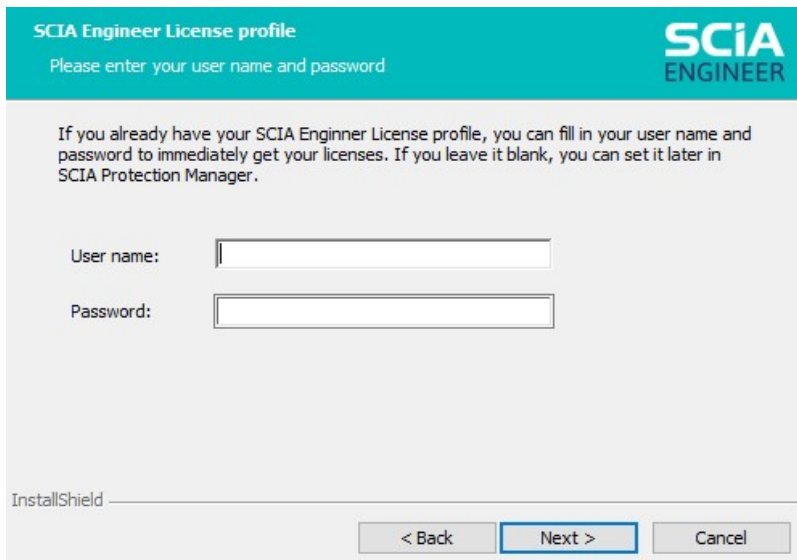 SCIA Engineer License profile
Please enter your user name and password
SCiA
ENGINEER
If you already have your SCIA Enginner License profile, you can fill in your user name and
password to immediately get your licenses. If you leave it blank, you can set it later in
SCIA Protection Manager.
User name:
Password:
InstallShield
< Back
Next >
Cancel